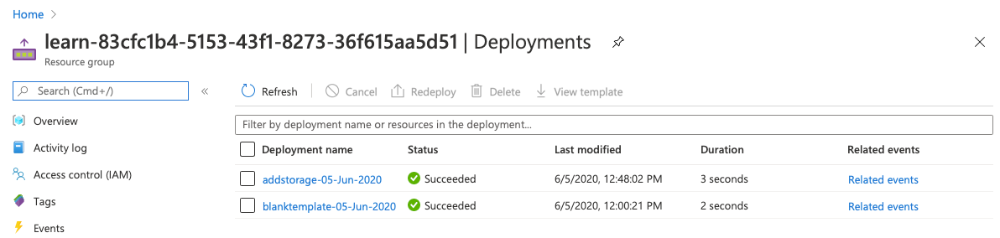 Home
learn-83cfc1b4-5153-43f1-8273-36f615aa5d51 | Deployments
Resource group
Search (Cmd+/)
Refresh Cancel Redeploy Delete View template
Filter by deployment name or resources in the deployment...
Overview
Activity log
Access control (IAM)
Tags
Events
Deployment name Status Last modified Duration Related events
addstorage-05-Jun-2020 Succeeded 6/5/2020, 12:48:02 PM 3 seconds Related events
blanktemplate-05-Jun-2020 Succeeded 6/5/2020, 12:00:21 PM 2 seconds Related events